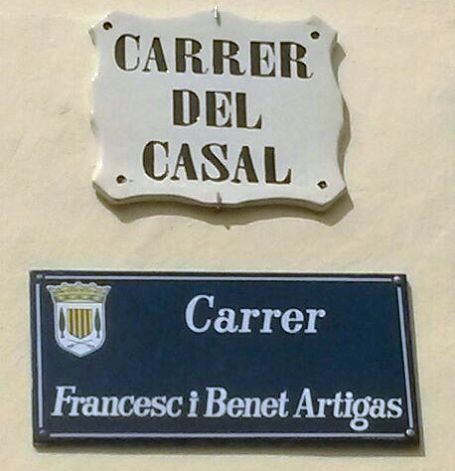 CARRER
DEL
CASAL
Carrer
Francesc i Benet Artigas